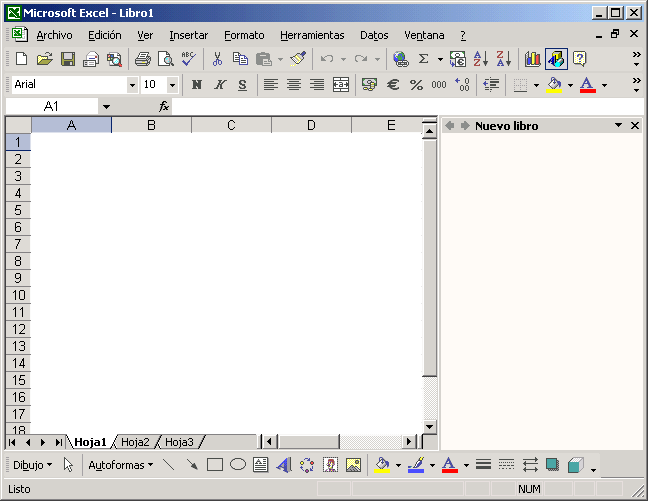 Microsoft Excel - Libro1
Archivo Edición Ver Insertar Formato Herramientas Datos Ventana ?
Arial 10 N K S € % 000
A1 fx
A B C D E
Nuevo libro
1
2
3
4
5
6
7
8
9
10
11
12
13
14
15
16
17
18
Hoja1 Hoja2 Hoja3
Dibujo Autoformas
Listo NUM